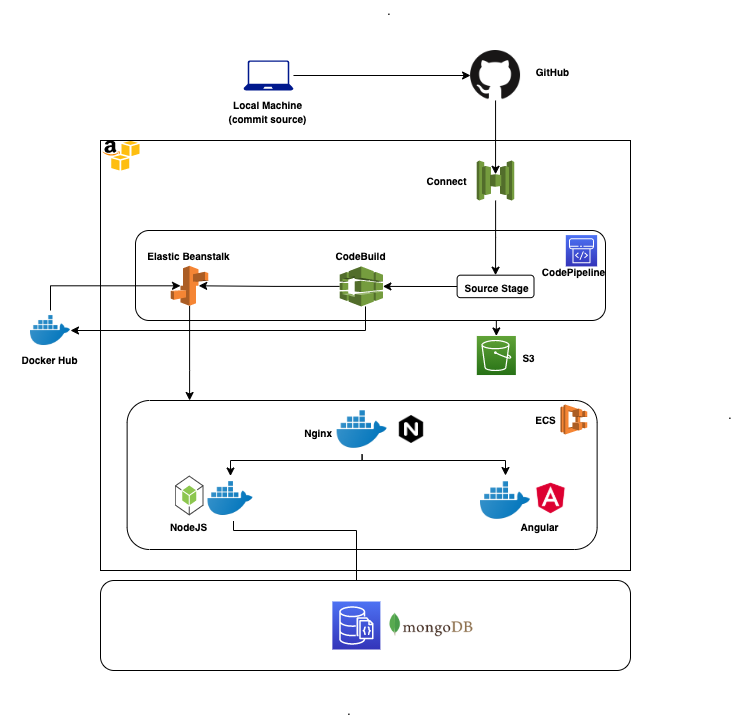 GitHub
Local Machine
(commit source)
a
Connect
Elastic Beanstalk
CodeBuild
CodePipeline
Source Stage
Docker Hub
S3
ECS
Nginx
N
NodeJS
A
Angular
mongoDB